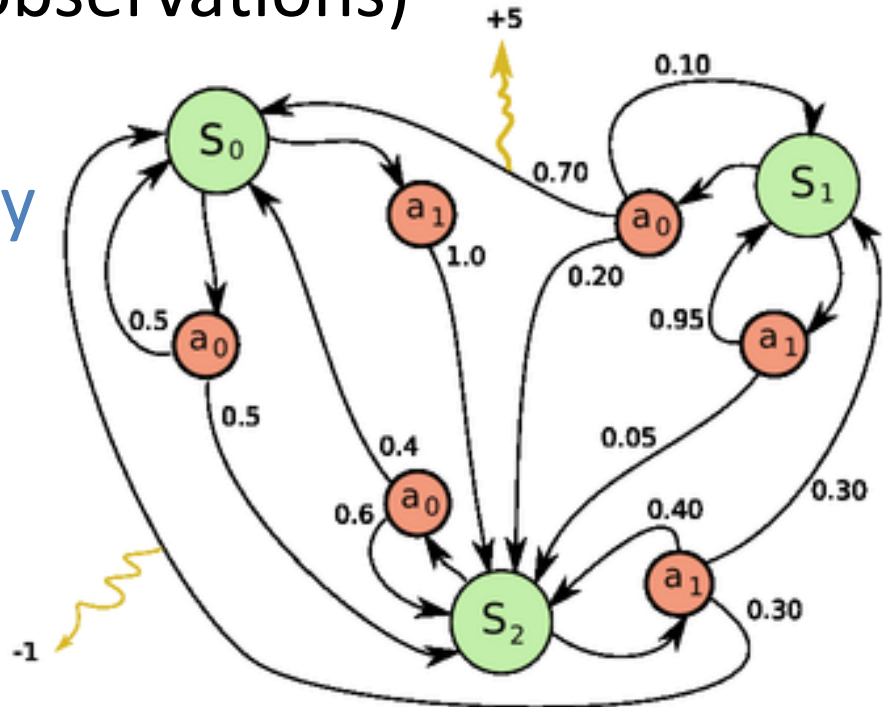 observations)
y
+5
0.10
S₀
S₁
0.70
a₁
a₀
1.0
0.20
0.5
a₀
0.95
a₁
0.5
0.05
0.4
0.30
a₀
0.6
0.40
a₁
S₂
0.30
-1